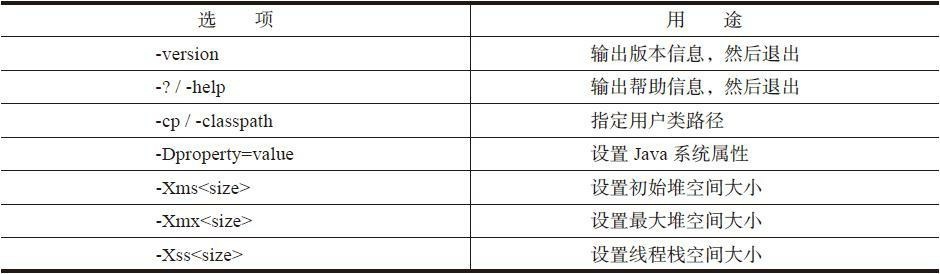 选 项 用 途
-version 输出版本信息，然后退出
-? / -help 输出帮助信息，然后退出
-cp / -classpath 指定用户类路径
-Dproperty=value 设置 Java 系统属性
-Xms<size> 设置初始堆空间大小
-Xmx<size> 设置最大堆空间大小
-Xss<size> 设置线程栈空间大小